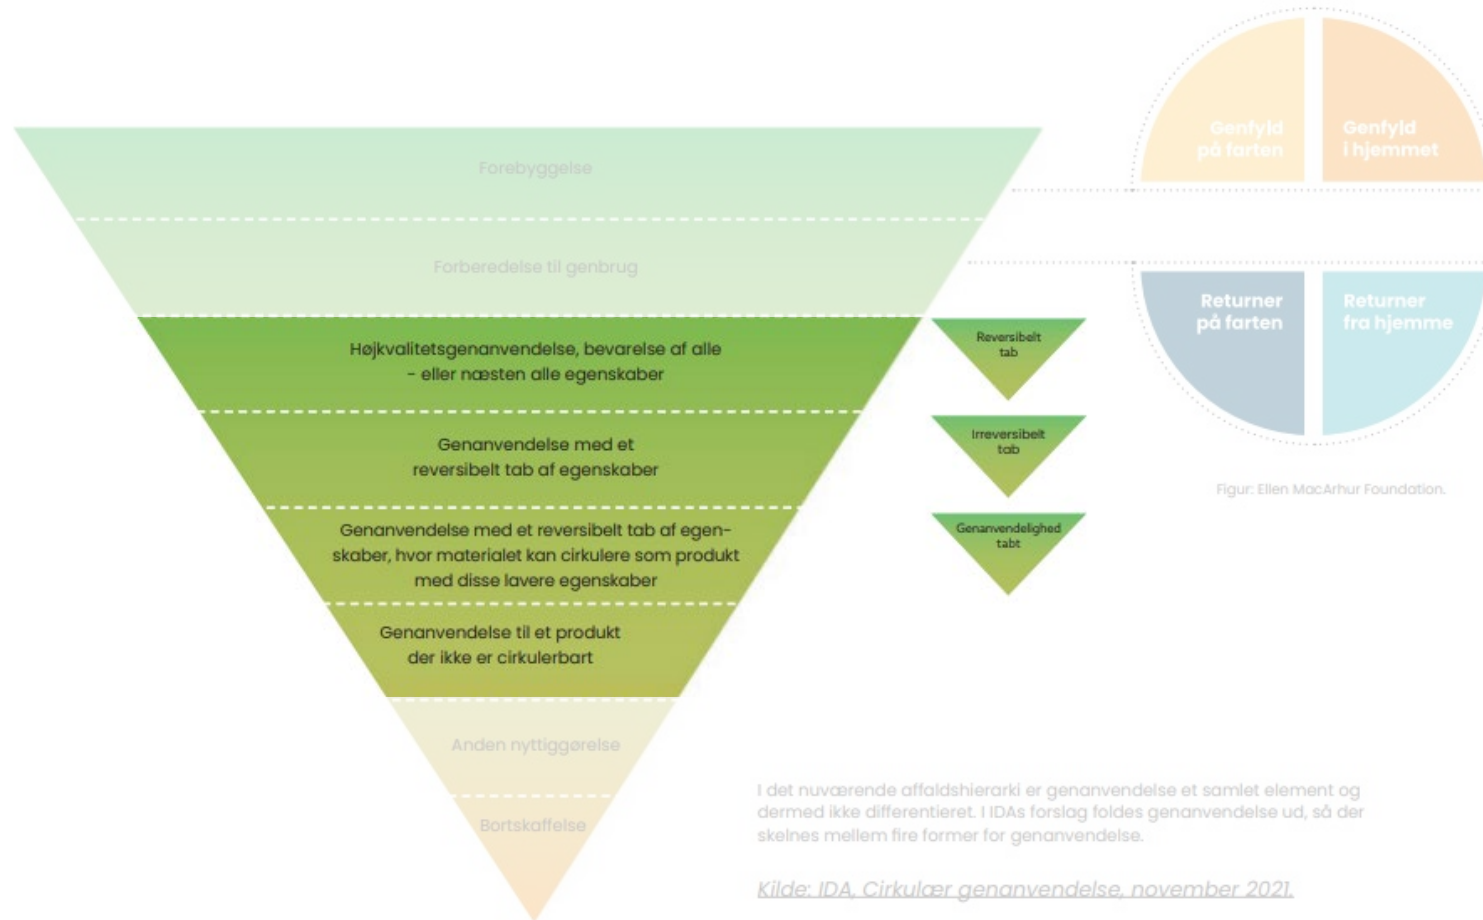 Genfyld
på farten
Genfyld
i hjemmet
Forebyggelse
Forberedelse til genbrug
Returner
på farten
Returner
fra hjemme
Højkvalitetsgenanvendelse, bevarelse af alle
- eller næsten alle egenskaber
Reversibelt
tab
Genanvendelse med et
reversibelt tab af egenskaber
Irreversibelt
tab
Figur: Ellen MacArhur Foundation.
Genanvendelse med et reversibelt tab af egen-
skaber, hvor materialet kan cirkulere som produkt
med disse lavere egenskaber
Genanvendelighed
tabt
Genanvendelse til et produkt
der ikke er cirkulerbart
Anden nyttiggørelse
Bortskaffelse
I det nuværende affaldshierarki er genanvendelse et samlet element og
dermed ikke differentieret. I IDAs forslag foldes genanvendelse ud, så der
skelnes mellem fire former for genanvendelse.
Kilde: IDA, Cirkulær genanvendelse, november 2021.